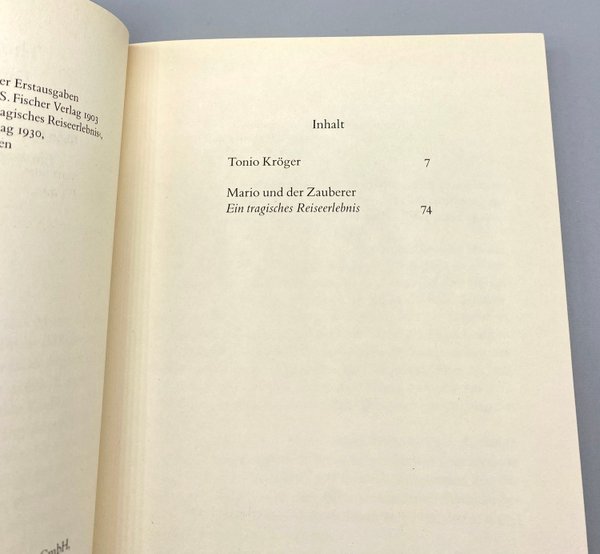 er Erstausgaben
S. Fischer Verlag 1903
agisches Reiseerlebnis‹,
ag 1930,
en
GmbH,
Inhalt
Tonio Kröger 7
Mario und der Zauberer
Ein tragisches Reiseerlebnis 74